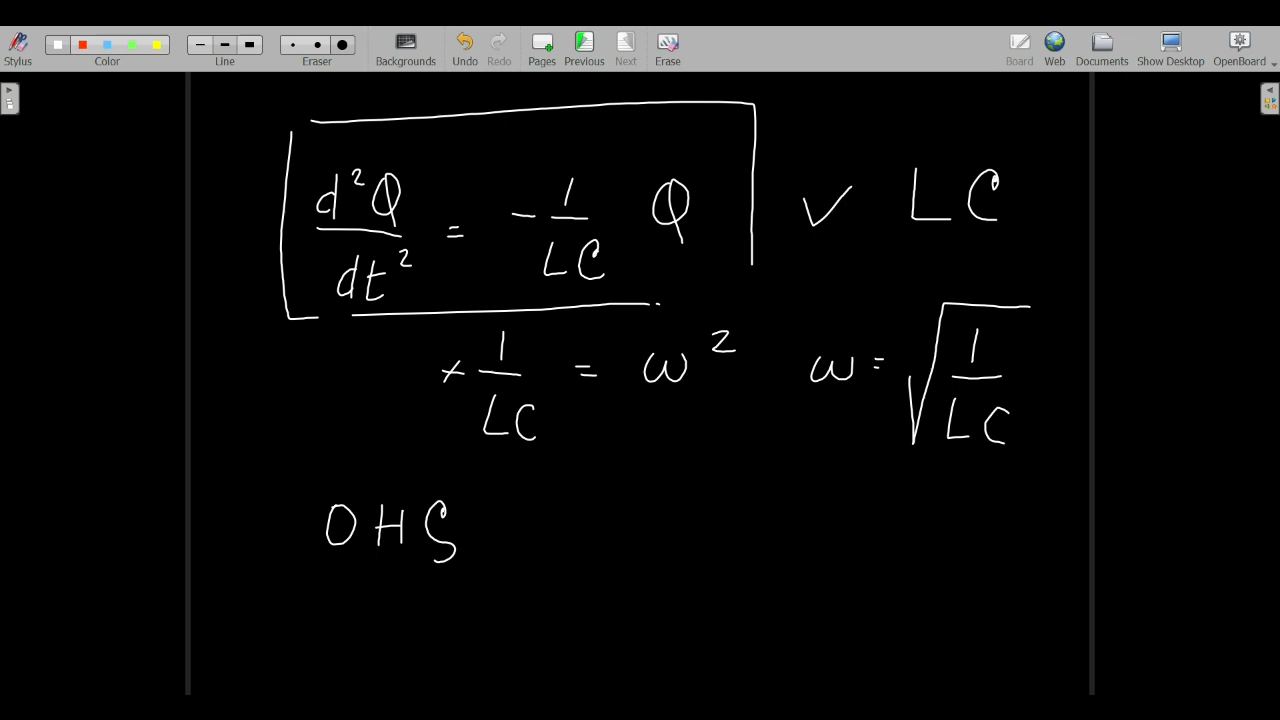 Stylus Color Line Eraser Backgrounds Undo Redo Pages Previous Next Erase Board Web Documents Show Desktop OpenBoard
d²Q/dt² = - 1/LC Q ✓ LC
+ 1/LC = ω² ω = √(1/LC)
OHS